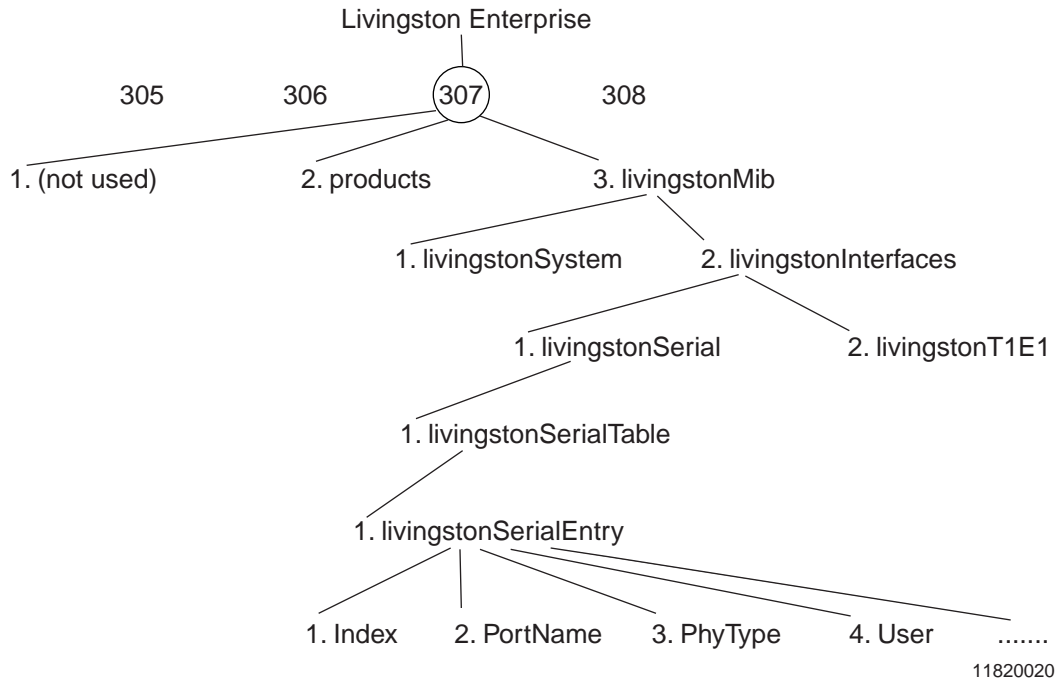 Livingston Enterprise
305 306 307 308
1. (not used) 2. products 3. livingstonMib
1. livingstonSystem 2. livingstonInterfaces
1. livingstonSerial 2. livingstonT1E1
1. livingstonSerialTable
1. livingstonSerialEntry
1. Index 2. PortName 3. PhyType 4. User .......
11820020